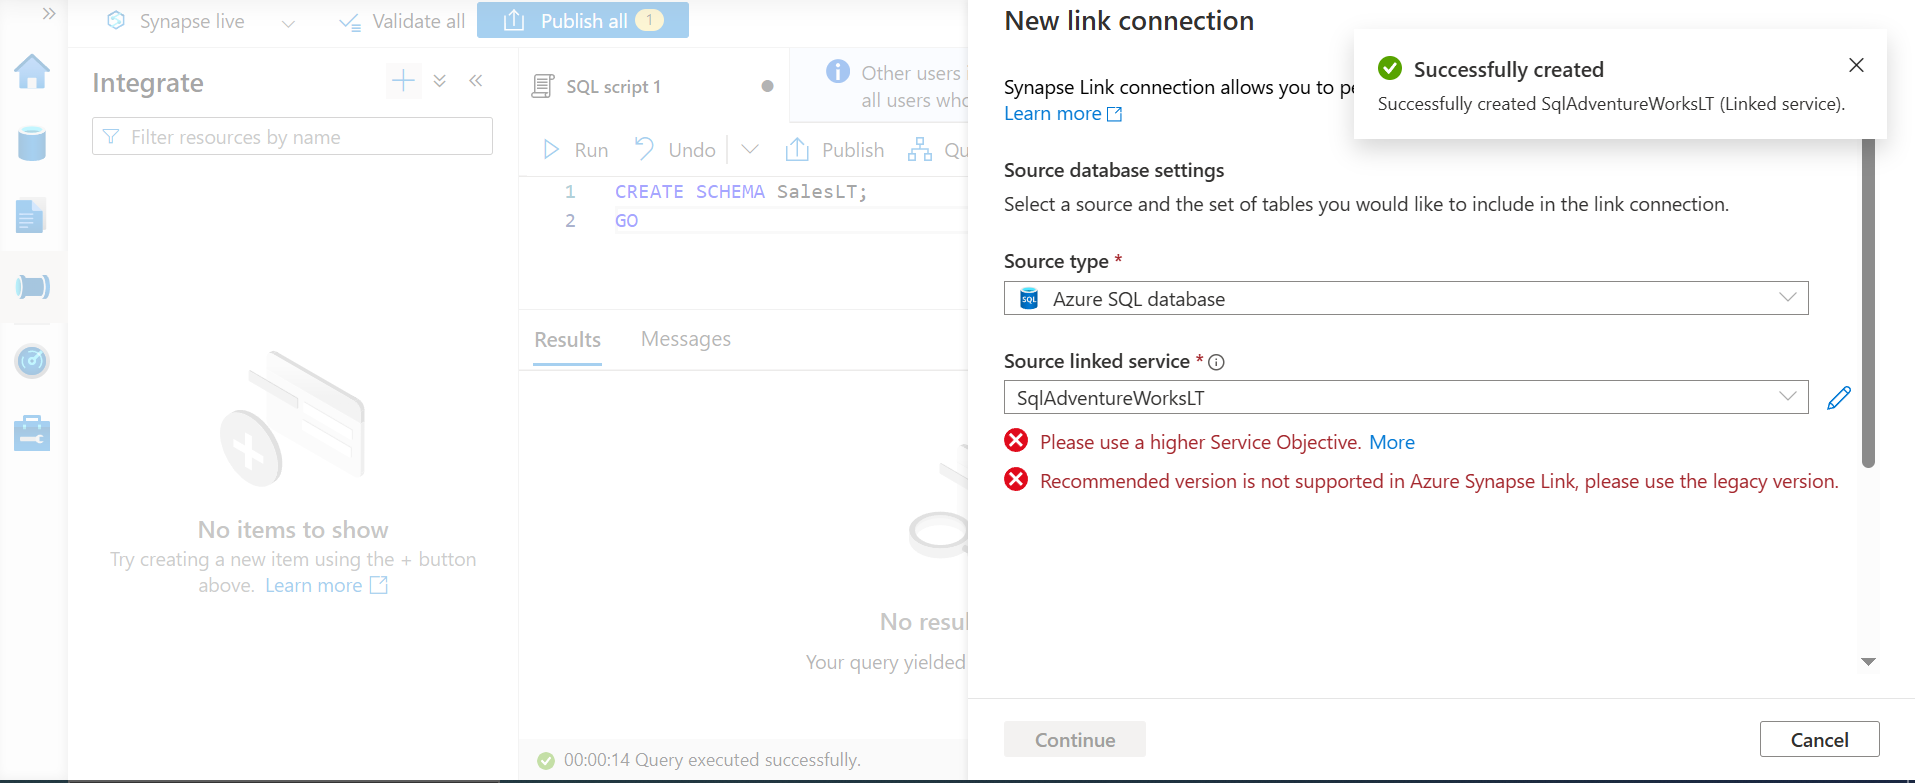 Synapse live
Validate all
Publish all 1
Integrate
Filter resources by name
No items to show
Try creating a new item using the + button
above. Learn more
SQL script 1
Other users i
all users who
Run
Undo
Publish
Qu
1 CREATE SCHEMA SalesLT;
2 GO
Results
Messages
No resul
Your query yielded
00:00:14 Query executed successfully.
New link connection
Successfully created
Successfully created SqlAdventureWorksLT (Linked service).
Synapse Link connection allows you to pe
Learn more
Source database settings
Select a source and the set of tables you would like to include in the link connection.
Source type *
SQL Azure SQL database
Source linked service *
SqlAdventureWorksLT
Please use a higher Service Objective. More
Recommended version is not supported in Azure Synapse Link, please use the legacy version.
Continue
Cancel